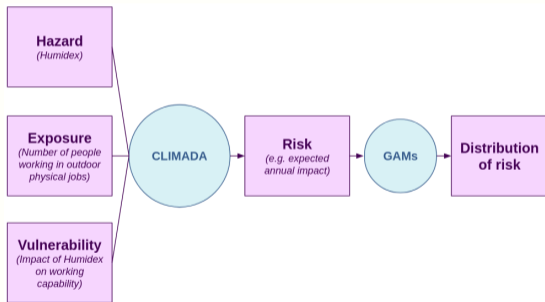 Hazard
(Humidex)
Exposure
(Number of people
working in outdoor
physical jobs)
Vulnerability
(Impact of Humidex
on working
capability)
CLIMADA
Risk
(e.g. expected
annual impact)
GAMs
Distribution
of risk